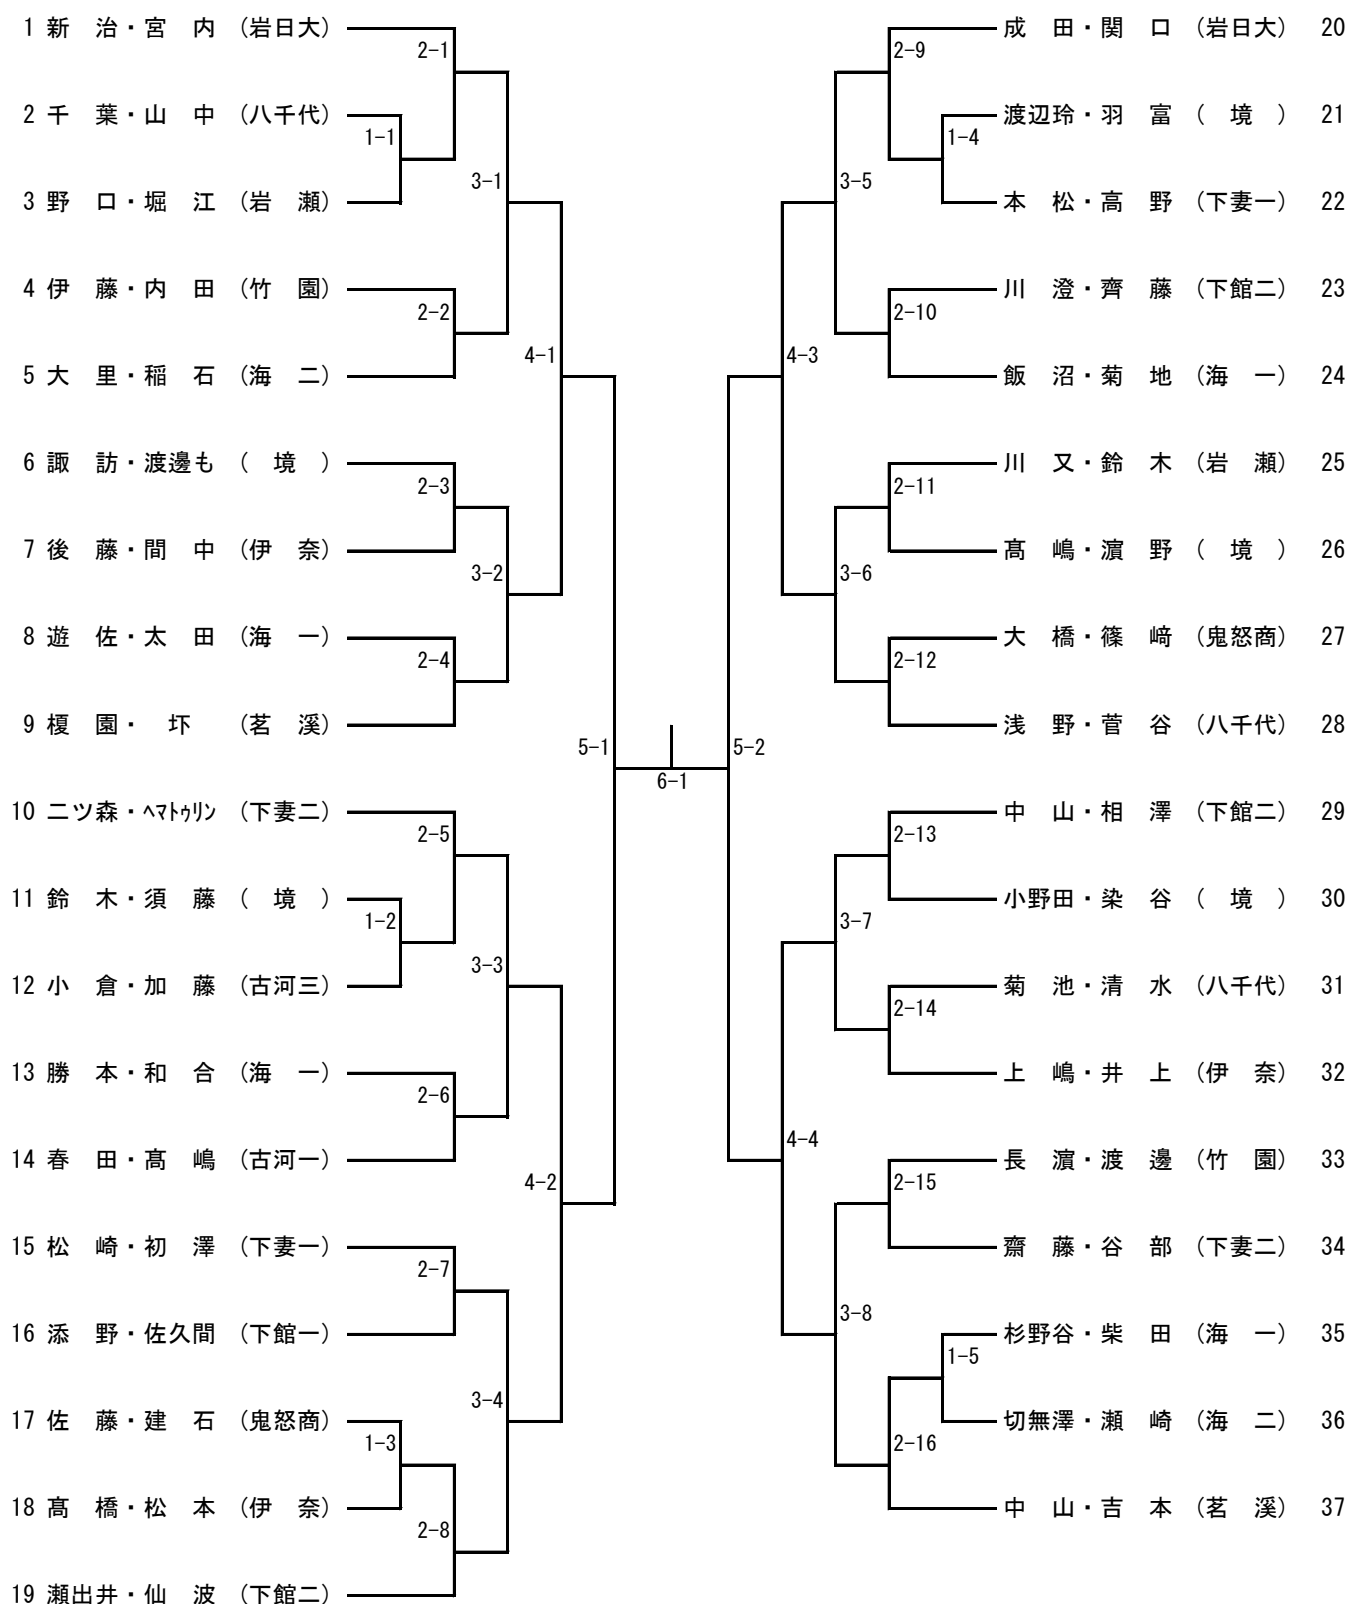 1 新　治・宮　内 （岩日大）
2-1
2 千　葉・山　中 （八千代）
1-1
3 野　口・堀　江 （岩　瀬）
3-1
4 伊　藤・内　田 （竹　園）
2-2
5 大　里・稲　石 （海　二）
4-1
6 諏　訪・渡邊も （　境　）
2-3
7 後　藤・間　中 （伊　奈）
3-2
8 遊　佐・太　田 （海　一）
2-4
9 榎　園・　坏　 （茗　溪）
5-1
10 二ツ森・ﾍﾏﾄｩﾘﾝ （下妻二）
2-5
11 鈴　木・須　藤 （　境　）
1-2
12 小　倉・加　藤 （古河三）
3-3
13 勝　本・和　合 （海　一）
2-6
14 春　田・髙　嶋 （古河一）
4-2
15 松　崎・初　澤 （下妻一）
2-7
16 添　野・佐久間 （下館一）
3-4
17 佐　藤・建　石 （鬼怒商）
1-3
18 髙　橋・松　本 （伊　奈）
2-8
19 瀬出井・仙　波 （下館二）
6-1
成　田・関　口 （岩日大） 20
2-9
渡辺玲・羽　富 （　境　） 21
1-4
本　松・高　野 （下妻一） 22
3-5
川　澄・齊　藤 （下館二） 23
2-10
飯　沼・菊　地 （海　一） 24
4-3
川　又・鈴　木 （岩　瀬） 25
2-11
髙　嶋・濵　野 （　境　） 26
3-6
大　橋・篠　﨑 （鬼怒商） 27
2-12
浅　野・菅　谷 （八千代） 28
5-2
中　山・相　澤 （下館二） 29
2-13
小野田・染　谷 （　境　） 30
3-7
菊　池・清　水 （八千代） 31
2-14
上　嶋・井　上 （伊　奈） 32
4-4
長　濵・渡　邊 （竹　園） 33
2-15
齋　藤・谷　部 （下妻二） 34
3-8
杉野谷・柴　田 （海　一） 35
1-5
切無澤・瀬　崎 （海　二） 36
2-16
中　山・吉　本 （茗　溪） 37